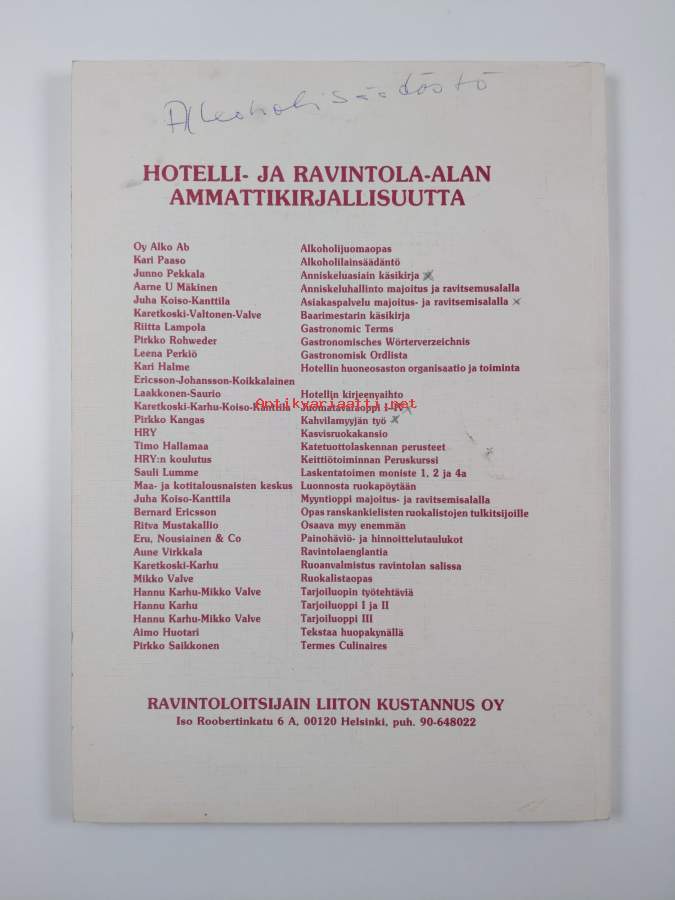 Alkoholisäädöstö
HOTELLI- JA RAVINTOLA-ALAN
AMMATTIKIRJALLISUUTTA
Oy Alko Ab Alkoholijuomaopas
Kari Paaso Alkoholilainsäädäntö
Junno Pekkala Anniskeluasiain käsikirja
Aarne U Mäkinen Anniskeluhallinto majoitus ja ravitsemusalalla
Juha Koiso-Kanttila Asiakaspalvelu majoitus- ja ravitsemisalalla
Karetkoski-Valtonen-Valve Baarimestarin käsikirja
Riitta Lampola Gastronomic Terms
Pirkko Rohweder Gastronomisches Wörterverzeichnis
Leena Perkiö Gastronomisk Ordlista
Kari Halme Hotellin huoneosaston organisaatio ja toiminta
Ericsson-Johansson-Koikkalainen
Laakkonen-Saurio Hotellin kirjeenvaihto
Antikvariaatti.net
Karetkoski-Karhu-Koiso-Kanttila Juomatavaraoppi I-IV
Pirkko Kangas Kahvilamyyjän työ
HRY Kasvisruokakansio
Timo Hallamaa Katetuottolaskennan perusteet
HRY:n koulutus Keittiötoiminnan Peruskurssi
Sauli Lumme Laskentatoimen moniste 1, 2 ja 4a
Maa- ja kotitalousnaisten keskus Luonnosta ruokapöytään
Juha Koiso-Kanttila Myyntioppi majoitus- ja ravitsemisalalla
Bernard Ericsson Opas ranskankielisten ruokalistojen tulkitsijoille
Ritva Mustakallio Osaava myy enemmän
Eru, Nousiainen & Co Painohäviö- ja hinnoittelutaulukot
Aune Virkkala Ravintolaenglantia
Karetkoski-Karhu Ruoanvalmistus ravintolan salissa
Mikko Valve Ruokalistaopas
Hannu Karhu-Mikko Valve Tarjoiluopin työtehtäviä
Hannu Karhu Tarjoiluoppi I ja II
Hannu Karhu-Mikko Valve Tarjoiluoppi III
Aimo Huotari Tekstaa huopakynällä
Pirkko Saikkonen Termes Culinaires
RAVINTOLOITSIJAIN LIITON KUSTANNUS OY
Iso Roobertinkatu 6 A, 00120 Helsinki, puh. 90-648022